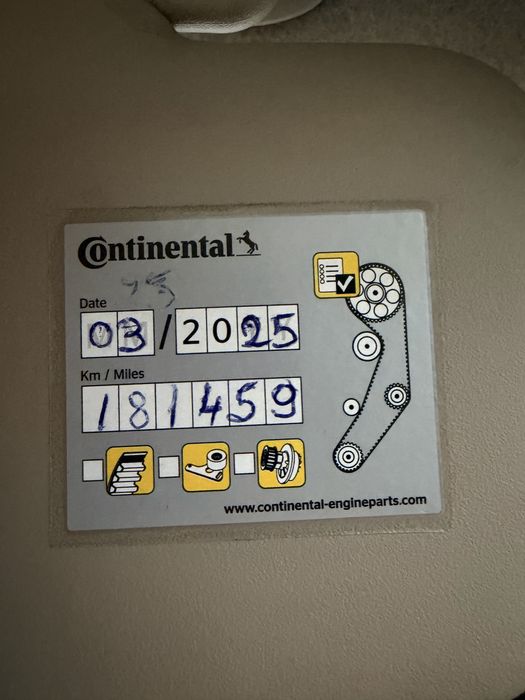 Continental
Date
03/2025
Km / Miles
181459
www.continental-engineparts.com